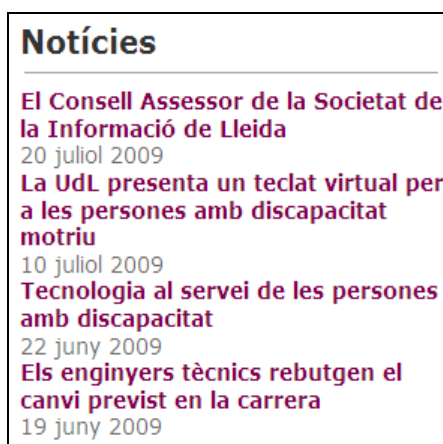 Notícies
El Consell Assessor de la Societat de
la Informació de Lleida
20 juliol 2009
La UdL presenta un teclat virtual per
a les persones amb discapacitat
motriu
10 juliol 2009
Tecnologia al servei de les persones
amb discapacitat
22 juny 2009
Els enginyers tècnics rebutgen el
canvi previst en la carrera
19 juny 2009